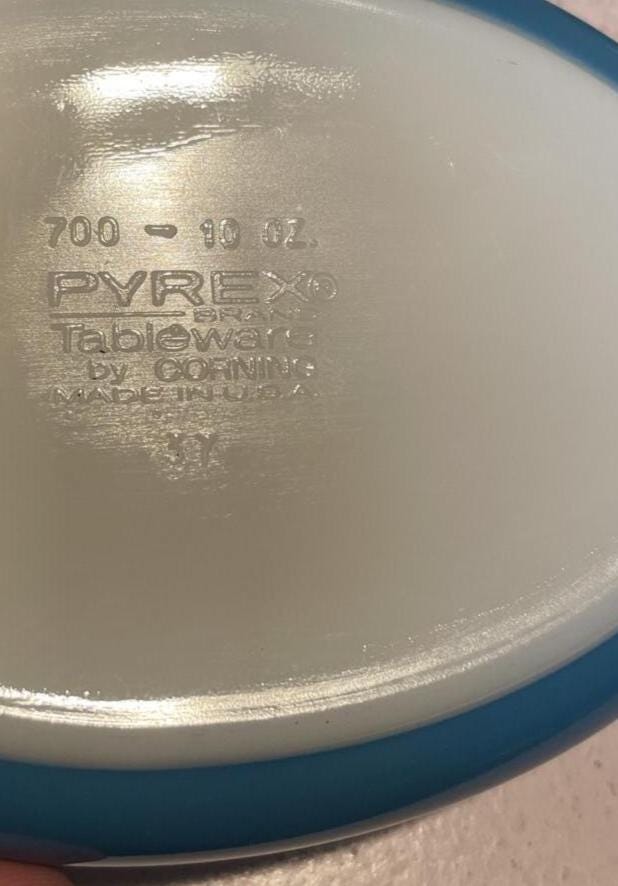 700 - 10 OZ.
PYREX®
BRAND
Tableware
by CORNING
MADE IN U.S.A.
Y